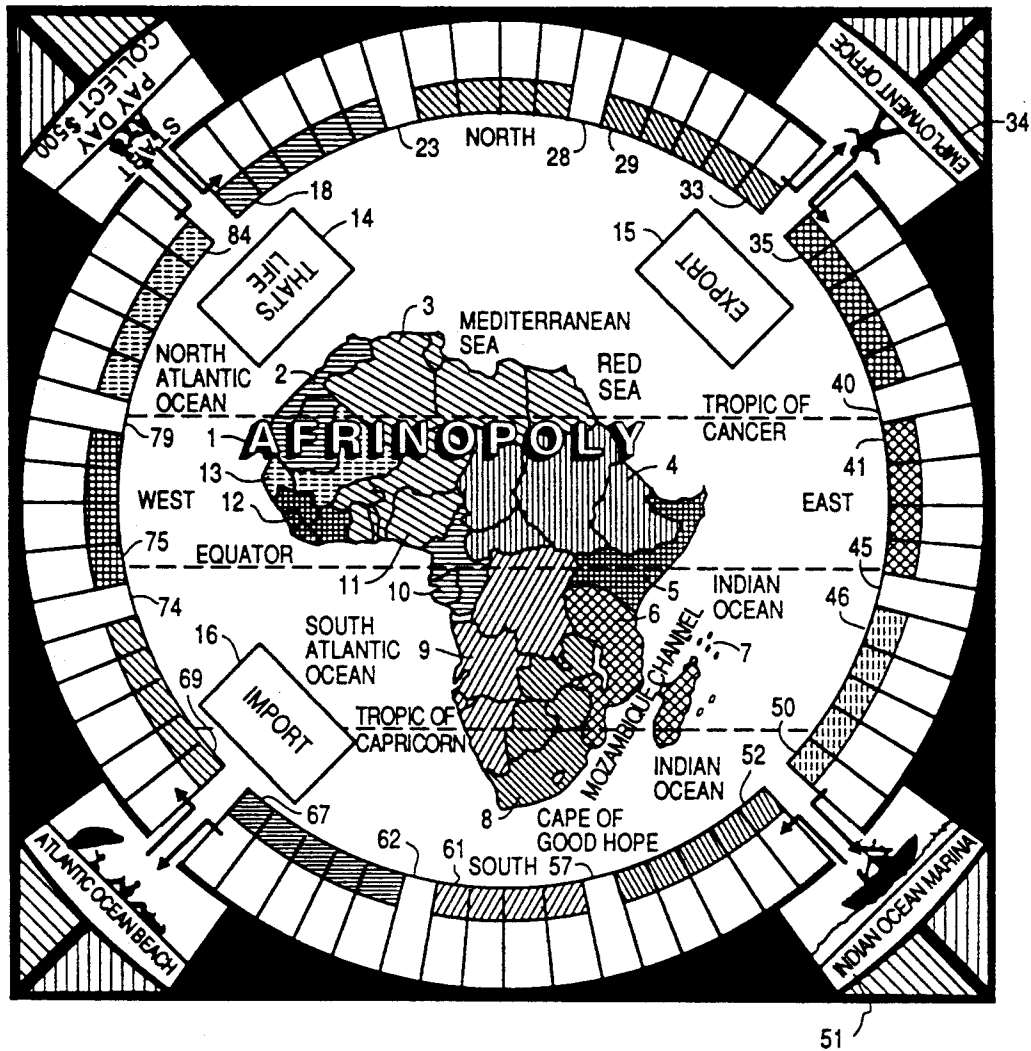 PAY DAY
COLLECT $500
START
EMPLOYMENT OFFICE
34
23
NORTH
28
29
18
33
14
15
84
35
THAT'S
LIFE
EXPORT
3
MEDITERRANEAN
SEA
2
NORTH
ATLANTIC
OCEAN
RED
SEA
TROPIC OF
CANCER
40
79
1
AFRINOPOLY
41
13
4
WEST
12
EAST
75
EQUATOR
11
10
5
45
INDIAN
OCEAN
46
74
6
16
SOUTH
ATLANTIC
OCEAN
9
7
MOZAMBIQUE CHANNEL
69
IMPORT
TROPIC OF
CAPRICORN
50
INDIAN
OCEAN
52
67
8
CAPE OF
GOOD HOPE
62
61
SOUTH
57
ATLANTIC OCEAN BEACH
INDIAN OCEAN MARINA
51